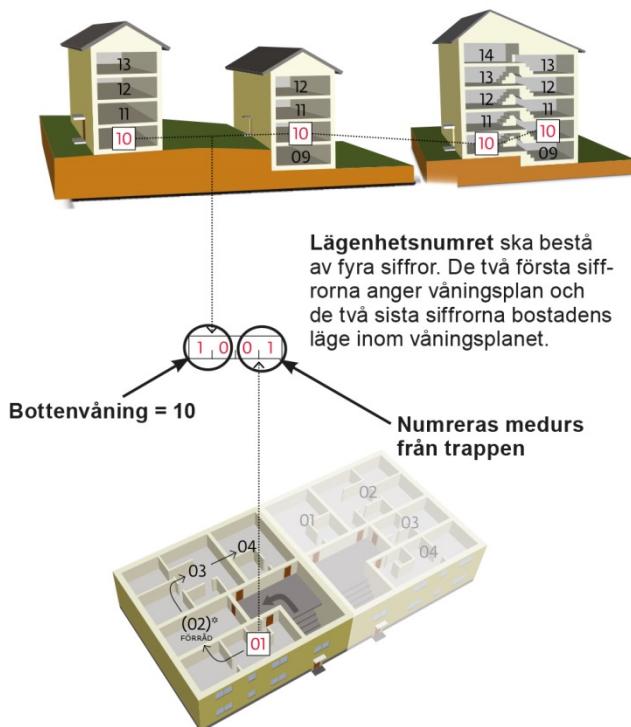 13
12
11
10
12
11
10
09
14
13
12
11
10
13
12
11
10
09
Lägenhetsnumret ska bestå
av fyra siffror. De två första siff-
rorna anger våningsplan och
de två sista siffrorna bostadens
läge inom våningsplanet.
1 0 0 1
Bottenvåning = 10
Numreras medurs
från trappen
01
02
03
04
04
03
(02)*
FÖRRÅD
01